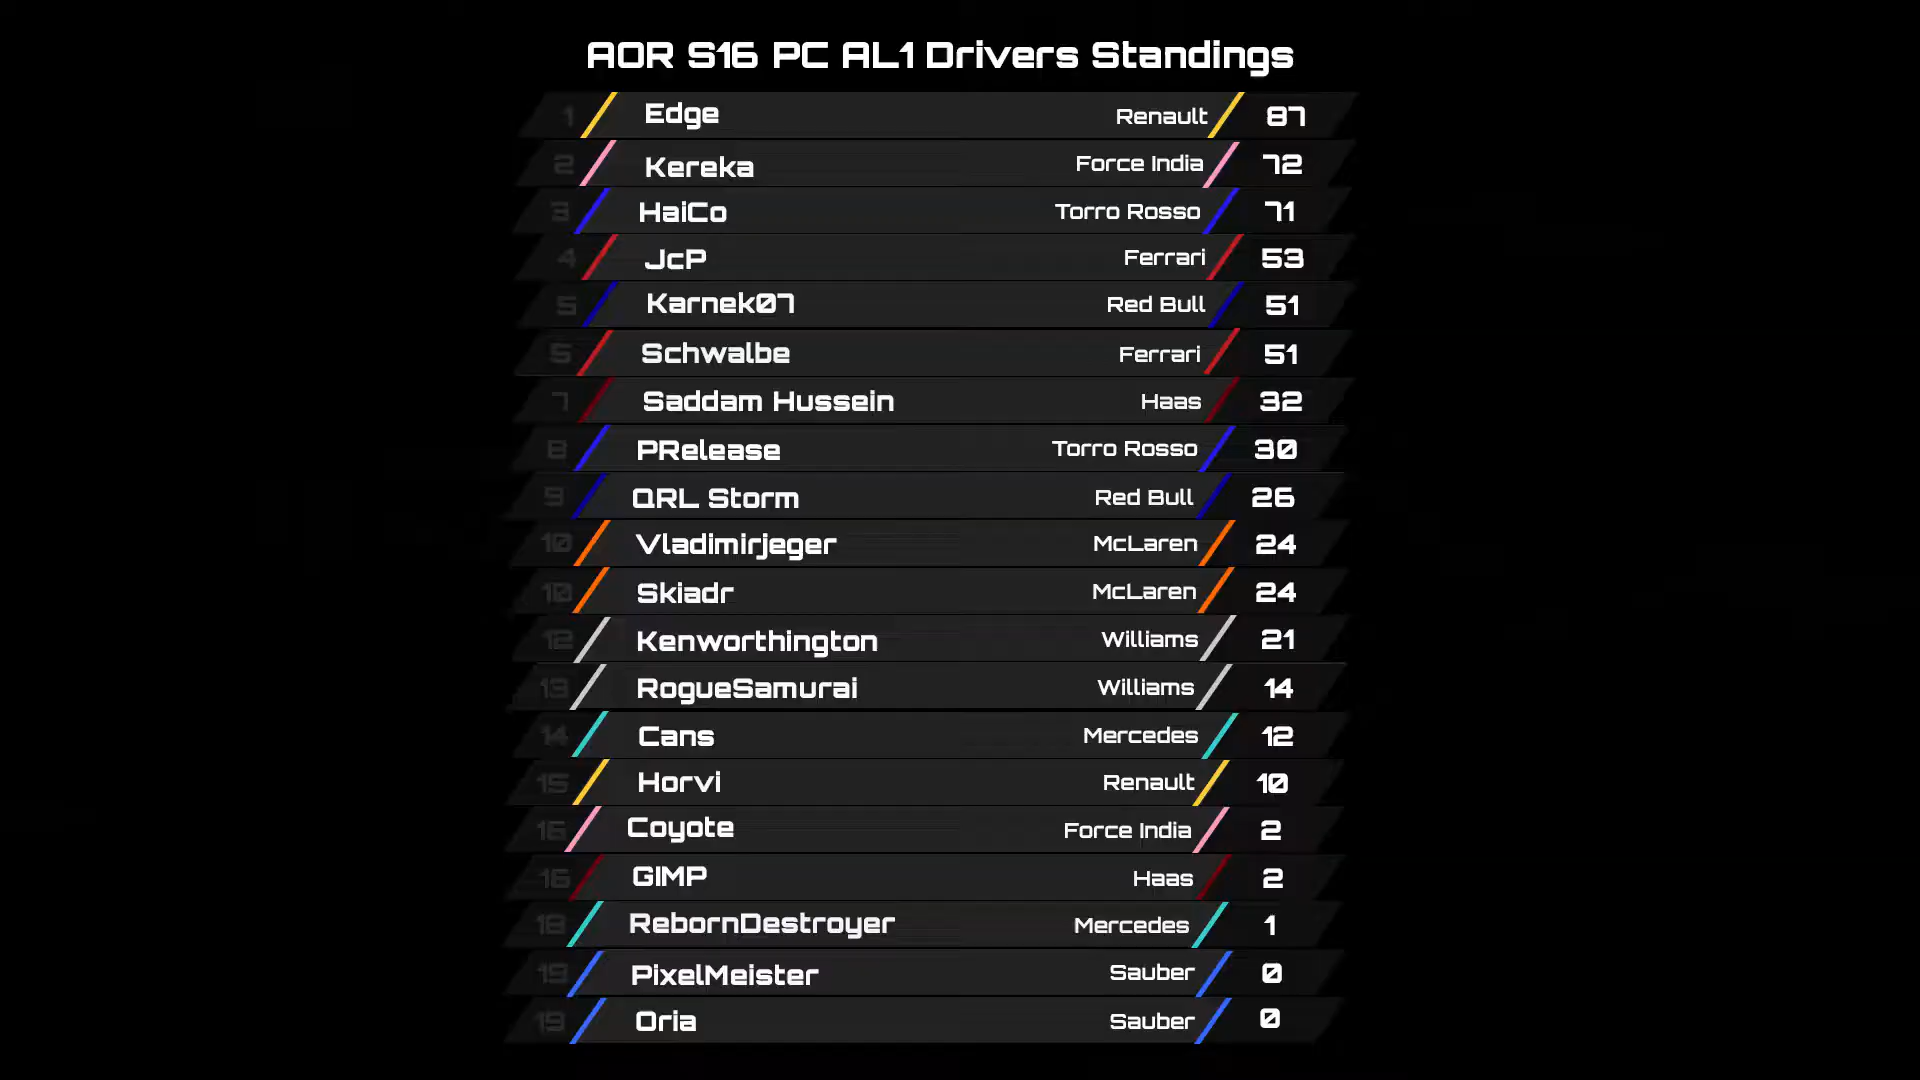 AOR S16 PC AL1 Drivers Standings
1 Edge Renault 87
2 Kereka Force India 72
3 HaiCo Torro Rosso 71
4 JcP Ferrari 53
5 Karnek07 Red Bull 51
5 Schwalbe Ferrari 51
7 Saddam Hussein Haas 32
8 PRelease Torro Rosso 30
9 QRL Storm Red Bull 26
10 Vladimirjeger McLaren 24
10 Skiadr McLaren 24
12 Kenworthington Williams 21
13 RogueSamurai Williams 14
14 Cans Mercedes 12
15 Horvi Renault 10
16 Coyote Force India 2
16 GIMP Haas 2
18 RebornDestroyer Mercedes 1
19 PixelMeister Sauber 0
19 Oria Sauber 0